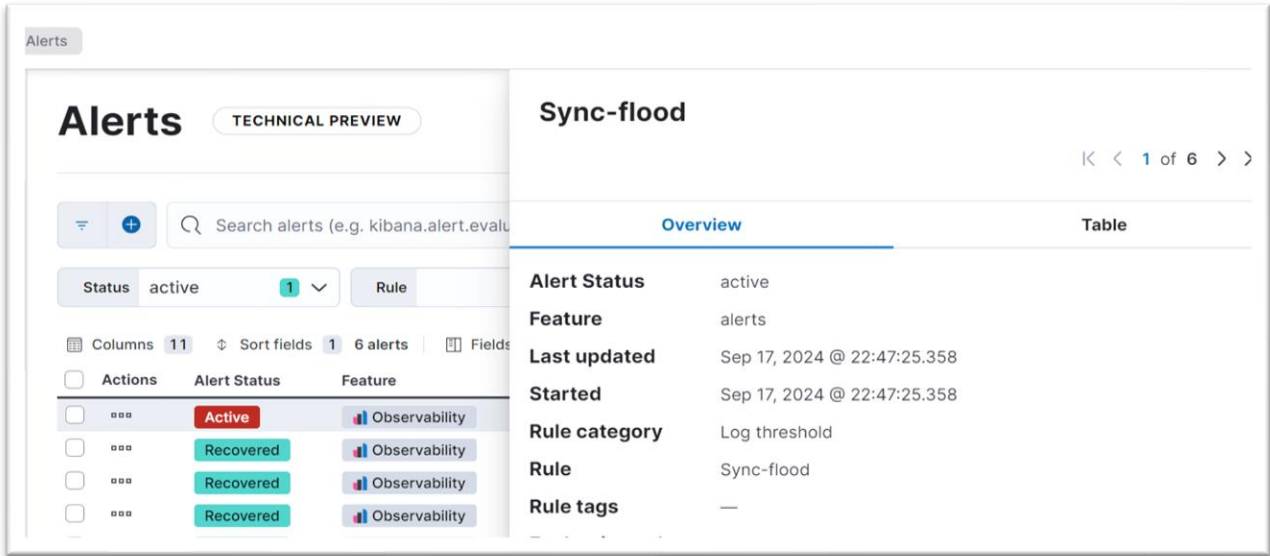 Alerts
Alerts TECHNICAL PREVIEW
Search alerts (e.g. kibana.alert.evalu
Status active 1 Rule
Columns 11 Sort fields 1 6 alerts Fields
Actions Alert Status Feature
Active Observability
Recovered Observability
Recovered Observability
Recovered Observability
Sync-flood
1 of 6
Overview Table
Alert Status active
Feature alerts
Last updated Sep 17, 2024 @ 22:47:25.358
Started Sep 17, 2024 @ 22:47:25.358
Rule category Log threshold
Rule Sync-flood
Rule tags —